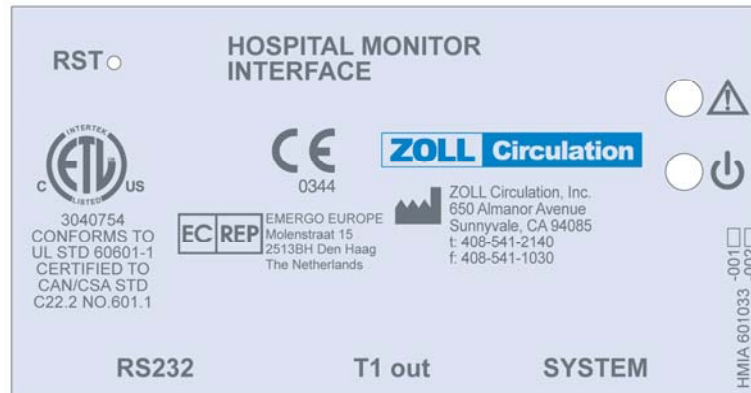 RST
HOSPITAL MONITOR
INTERFACE
INTERTEK
ETL
C US
LISTED
3040754
CONFORMS TO
UL STD 60601-1
CERTIFIED TO
CAN/CSA STD
C22.2 NO.601.1
CE
0344
EC REP
EMERGO EUROPE
Molenstraat 15
2513BH Den Haag
The Netherlands
ZOLL Circulation
ZOLL Circulation, Inc.
650 Almanor Avenue
Sunnyvale, CA 94085
t: 408-541-2140
f: 408-541-1030
HMIA 601033 -001
-002
RS232
T1 out
SYSTEM